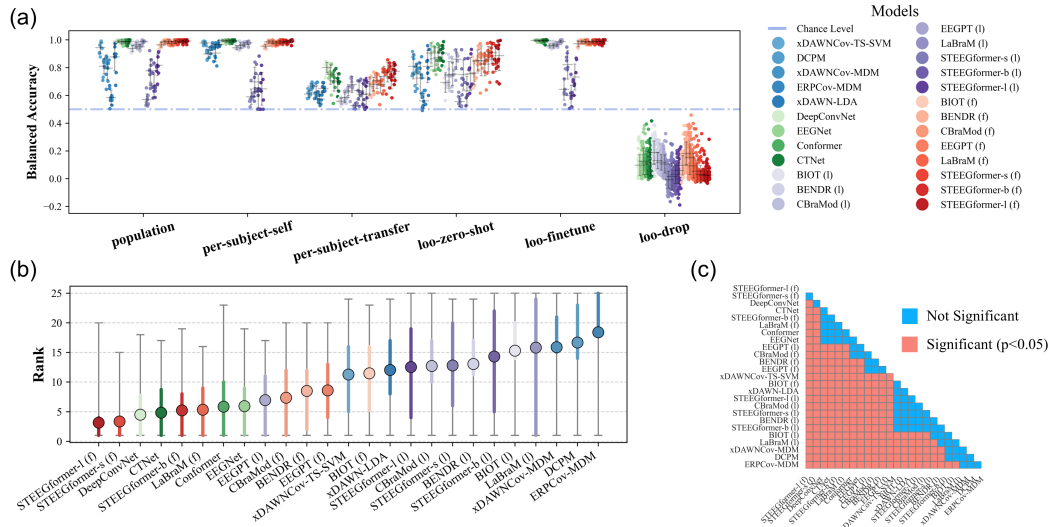 (a)
Balanced Accuracy
1.0
0.8
0.6
0.4
0.2
0.0
−0.2
population
per-subject-self
per-subject-transfer
loo-zero-shot
loo-finetune
loo-drop
Models
Chance Level
xDAWNCov-TS-SVM
DCPM
xDAWNCov-MDM
ERPCov-MDM
xDAWN-LDA
DeepConvNet
EEGNet
Conformer
CTNet
BIOT (l)
BENDR (l)
CBraMod (l)
EEGPT (l)
LaBraM (l)
STEEGformer-s (l)
STEEGformer-b (l)
STEEGformer-l (l)
BIOT (f)
BENDR (f)
CBraMod (f)
EEGPT (f)
LaBraM (f)
STEEGformer-s (f)
STEEGformer-b (f)
STEEGformer-l (f)
(b)
Rank
25
20
15
10
5
0
STEEGformer-l (f)
STEEGformer-s (f)
DeepConvNet
CTNet
STEEGformer-b (f)
LaBraM (f)
Conformer
EEGNet
EEGPT (l)
CBraMod (f)
BENDR (f)
EEGPT (f)
xDAWNCov-TS-SVM
BIOT (f)
xDAWN-LDA
STEEGformer-l (l)
CBraMod (l)
STEEGformer-s (l)
BENDR (l)
STEEGformer-b (l)
BIOT (l)
LaBraM (l)
xDAWNCov-MDM
DCPM
ERPCov-MDM
(c)
STEEGformer-l (f)
STEEGformer-s (f)
DeepConvNet
CTNet
STEEGformer-b (f)
LaBraM (f)
Conformer
EEGNet
EEGPT (l)
CBraMod (f)
BENDR (f)
EEGPT (f)
xDAWNCov-TS-SVM
BIOT (f)
xDAWN-LDA
STEEGformer-l (l)
CBraMod (l)
STEEGformer-s (l)
BENDR (l)
STEEGformer-b (l)
BIOT (l)
LaBraM (l)
xDAWNCov-MDM
DCPM
ERPCov-MDM
Not Significant
Significant (p<0.05)
STEEGformer-l (f)
ERPCov-MDM